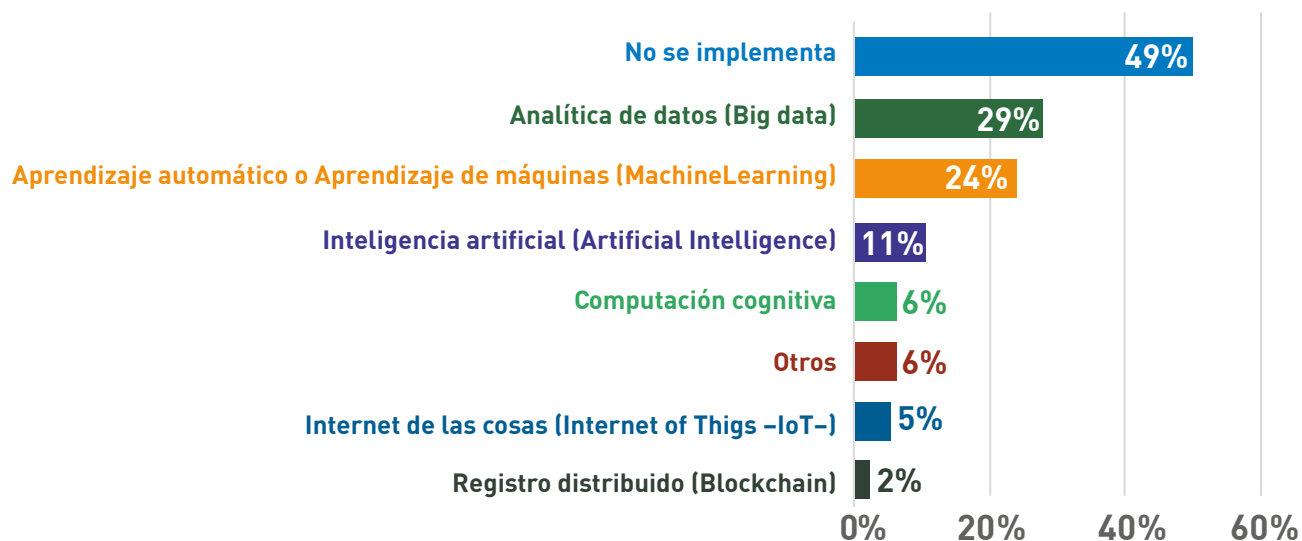 No se implementa 49%
Analítica de datos (Big data) 29%
Aprendizaje automático o Aprendizaje de máquinas (MachineLearning) 24%
Inteligencia artificial (Artificial Intelligence) 11%
Computación cognitiva 6%
Otros 6%
Internet de las cosas (Internet of Thigs –IoT–) 5%
Registro distribuido (Blockchain) 2%
0% 20% 40% 60%